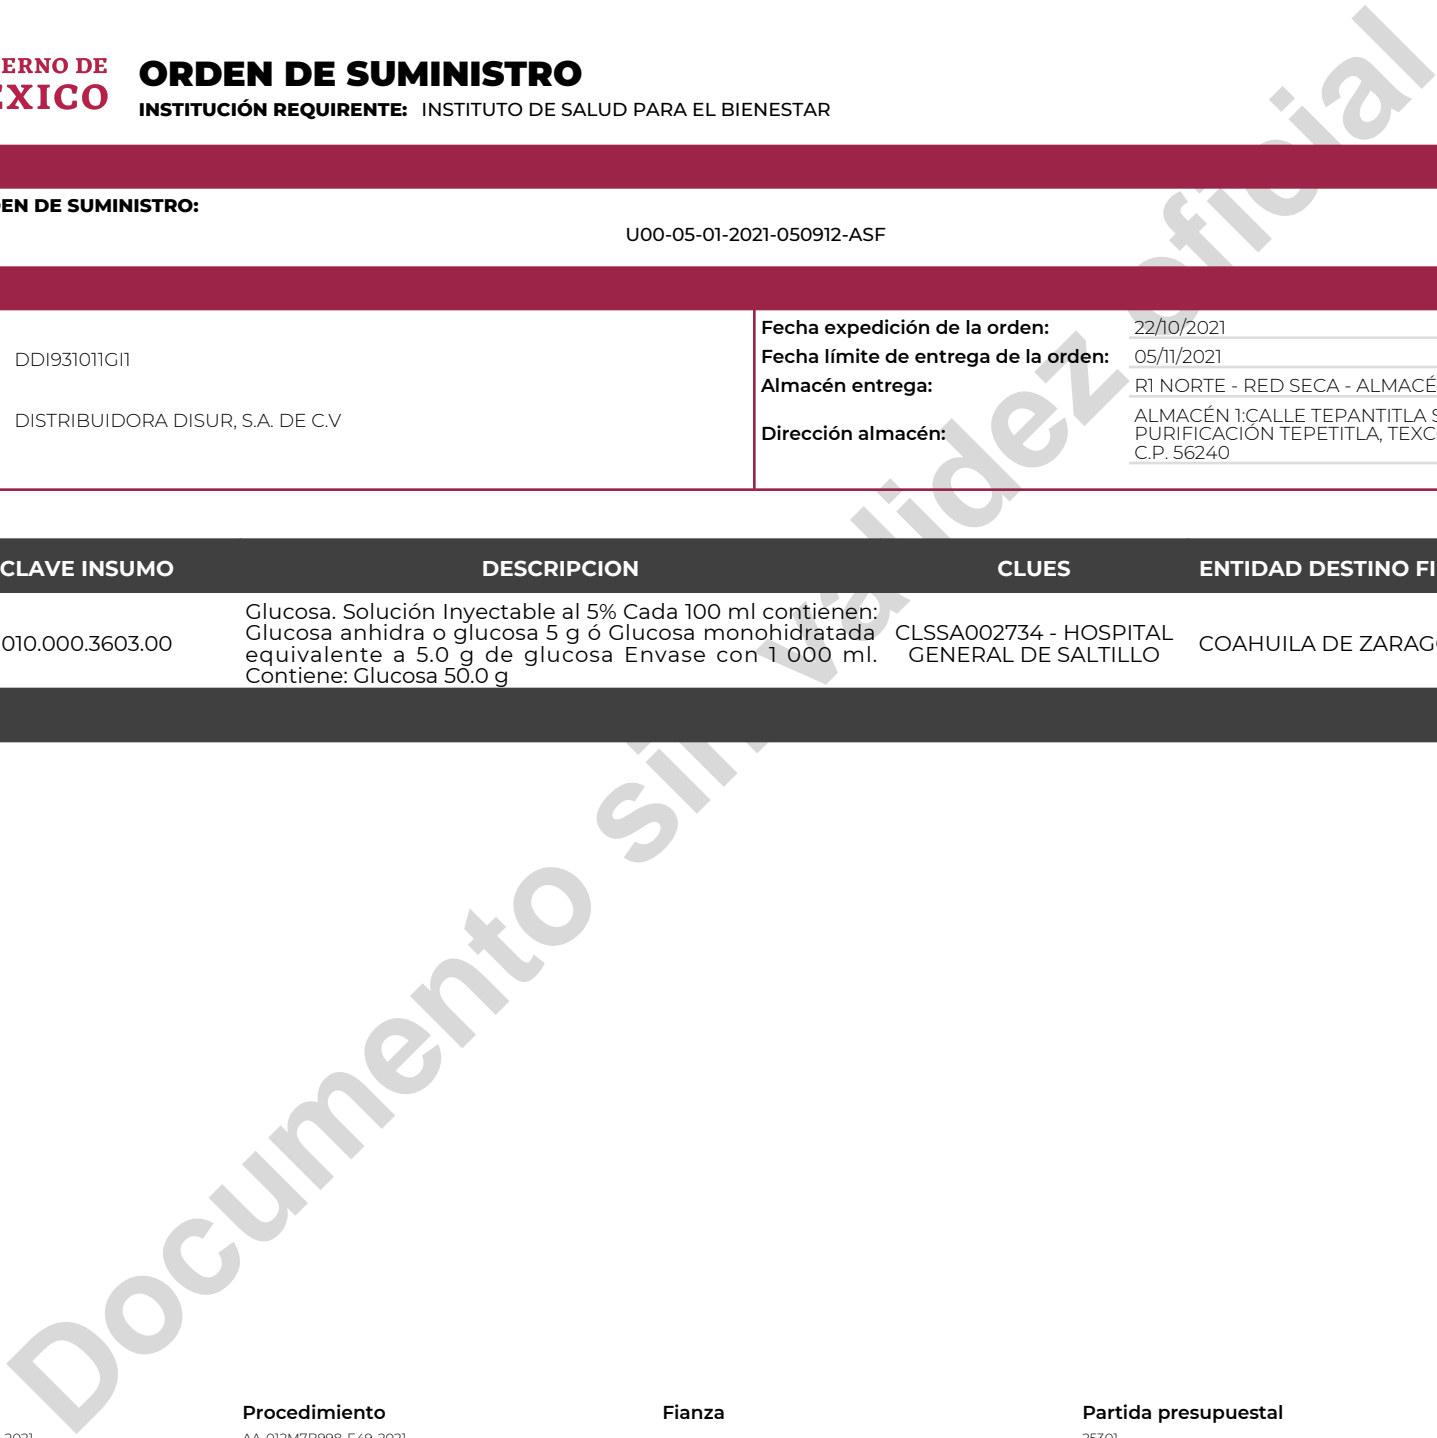 ERNO DE
ÉXICO
ORDEN DE SUMINISTRO
INSTITUCIÓN REQUIRENTE: INSTITUTO DE SALUD PARA EL BIENESTAR
EN DE SUMINISTRO:
U00-05-01-2021-050912-ASF
DDI931011GI1
DISTRIBUIDORA DISUR, S.A. DE C.V
Fecha expedición de la orden: 22/10/2021
Fecha límite de entrega de la orden: 05/11/2021
Almacén entrega: R1 NORTE - RED SECA - ALMACÉ
Dirección almacén:
ALMACÉN 1:CALLE TEPANTITLA S
PURIFICACIÓN TEPETITLA, TEXC
C.P. 56240
CLAVE INSUMO DESCRIPCION CLUES ENTIDAD DESTINO FI
010.000.3603.00
Glucosa. Solución Inyectable al 5% Cada 100 ml contienen:
Glucosa anhidra o glucosa 5 g ó Glucosa monohidratada
equivalente a 5.0 g de glucosa Envase con 1 000 ml.
Contiene: Glucosa 50.0 g
CLSSA002734 - HOSPITAL
GENERAL DE SALTILLO
COAHUILA DE ZARAG
Documento sin validez oficial
Procedimiento Fianza Partida presupuestal